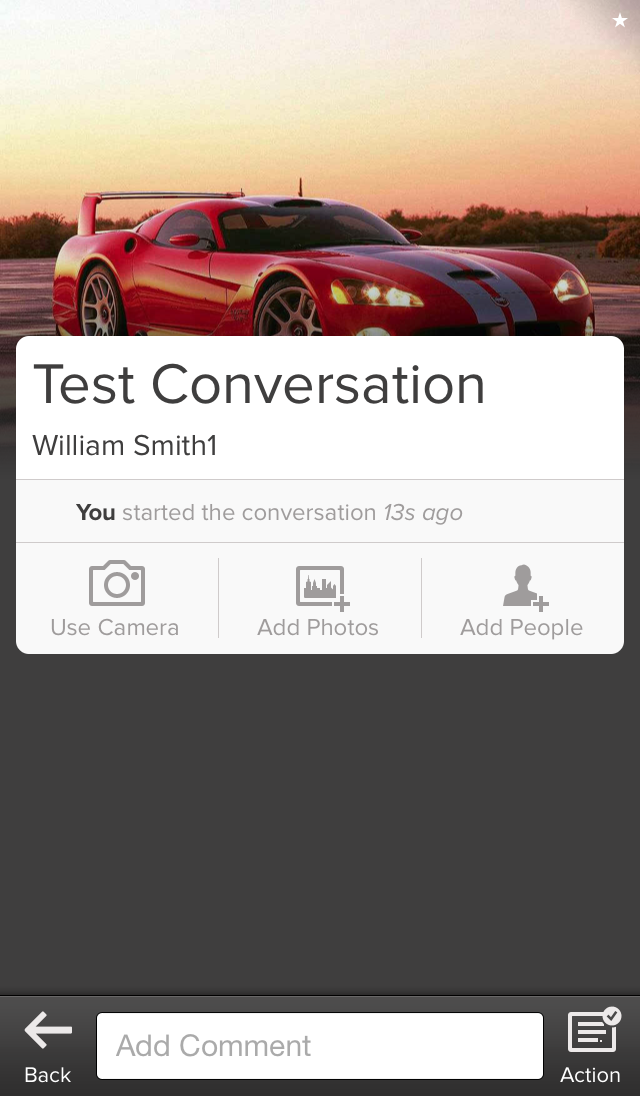 Test Conversation
William Smith1
You started the conversation 13s ago
Use Camera Add Photos Add People
Add Comment
Back Action